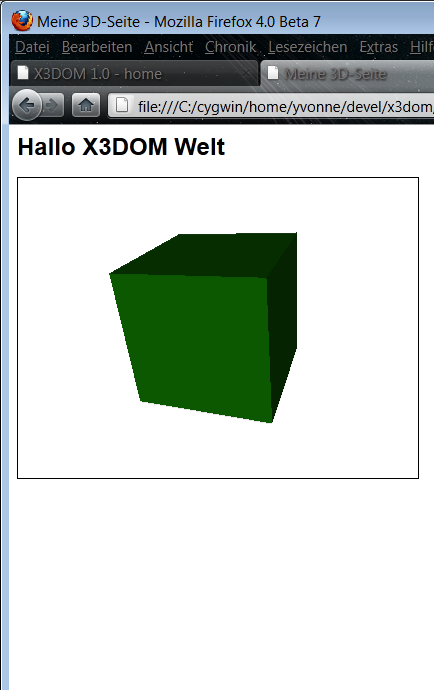 Meine 3D-Seite - Mozilla Firefox 4.0 Beta 7
Datei Bearbeiten Ansicht Chronik Lesezeichen Extras Hilf
X3DOM 1.0 - home Meine 3D-Seite
file:///C:/cygwin/home/yvonne/devel/x3dom/
Hallo X3DOM Welt